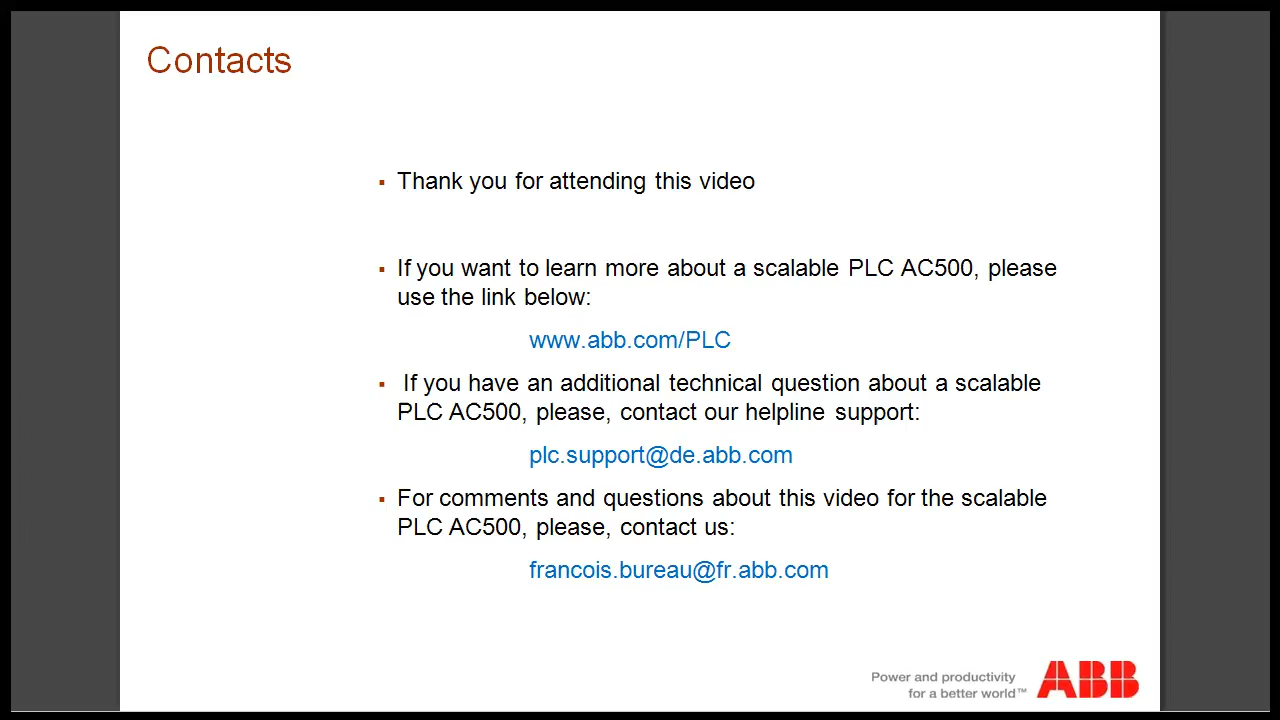 Contacts
▪ Thank you for attending this video
▪ If you want to learn more about a scalable PLC AC500, please
use the link below:
www.abb.com/PLC
▪ If you have an additional technical question about a scalable
PLC AC500, please, contact our helpline support:
plc.support@de.abb.com
▪ For comments and questions about this video for the scalable
PLC AC500, please, contact us:
francois.bureau@fr.abb.com
Power and productivity
for a better world™
ABB